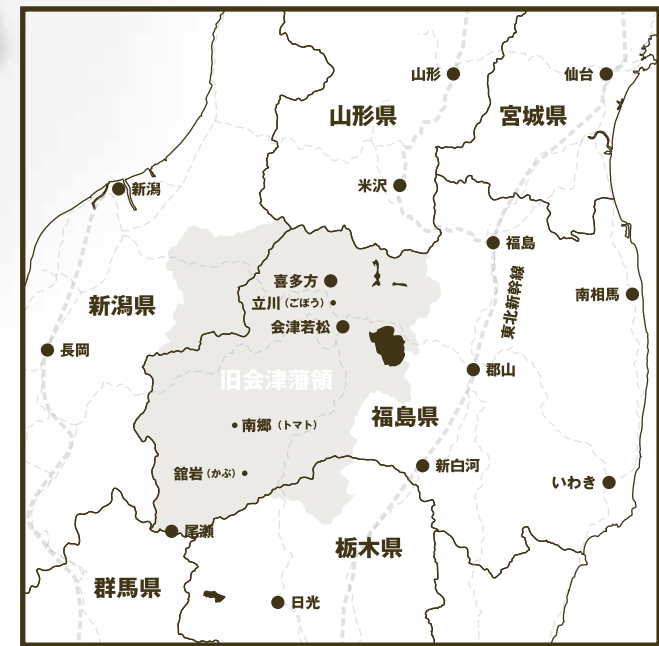 山形
仙台
山形県
宮城県
米沢
新潟
福島
喜多方
立川（ごぼう）
南相馬
新潟県
東北新幹線
会津若松
長岡
郡山
旧会津藩領
福島県
南郷（トマト）
舘岩（かぶ）
新白河
いわき
尾瀬
栃木県
群馬県
日光